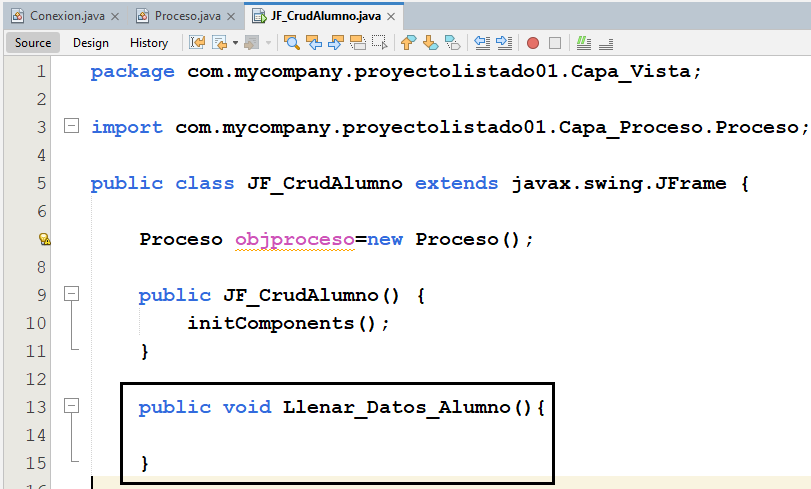 Conexion.java Proceso.java JF_CrudAlumno.java
Source Design History
1 package com.mycompany.proyectolistado01.Capa_Vista;
2
3 import com.mycompany.proyectolistado01.Capa_Proceso.Proceso;
4
5 public class JF_CrudAlumno extends javax.swing.JFrame {
6
Proceso objproceso=new Proceso();
8
9 public JF_CrudAlumno() {
10 initComponents();
11 }
12
13 public void Llenar_Datos_Alumno(){
14
15 }
16